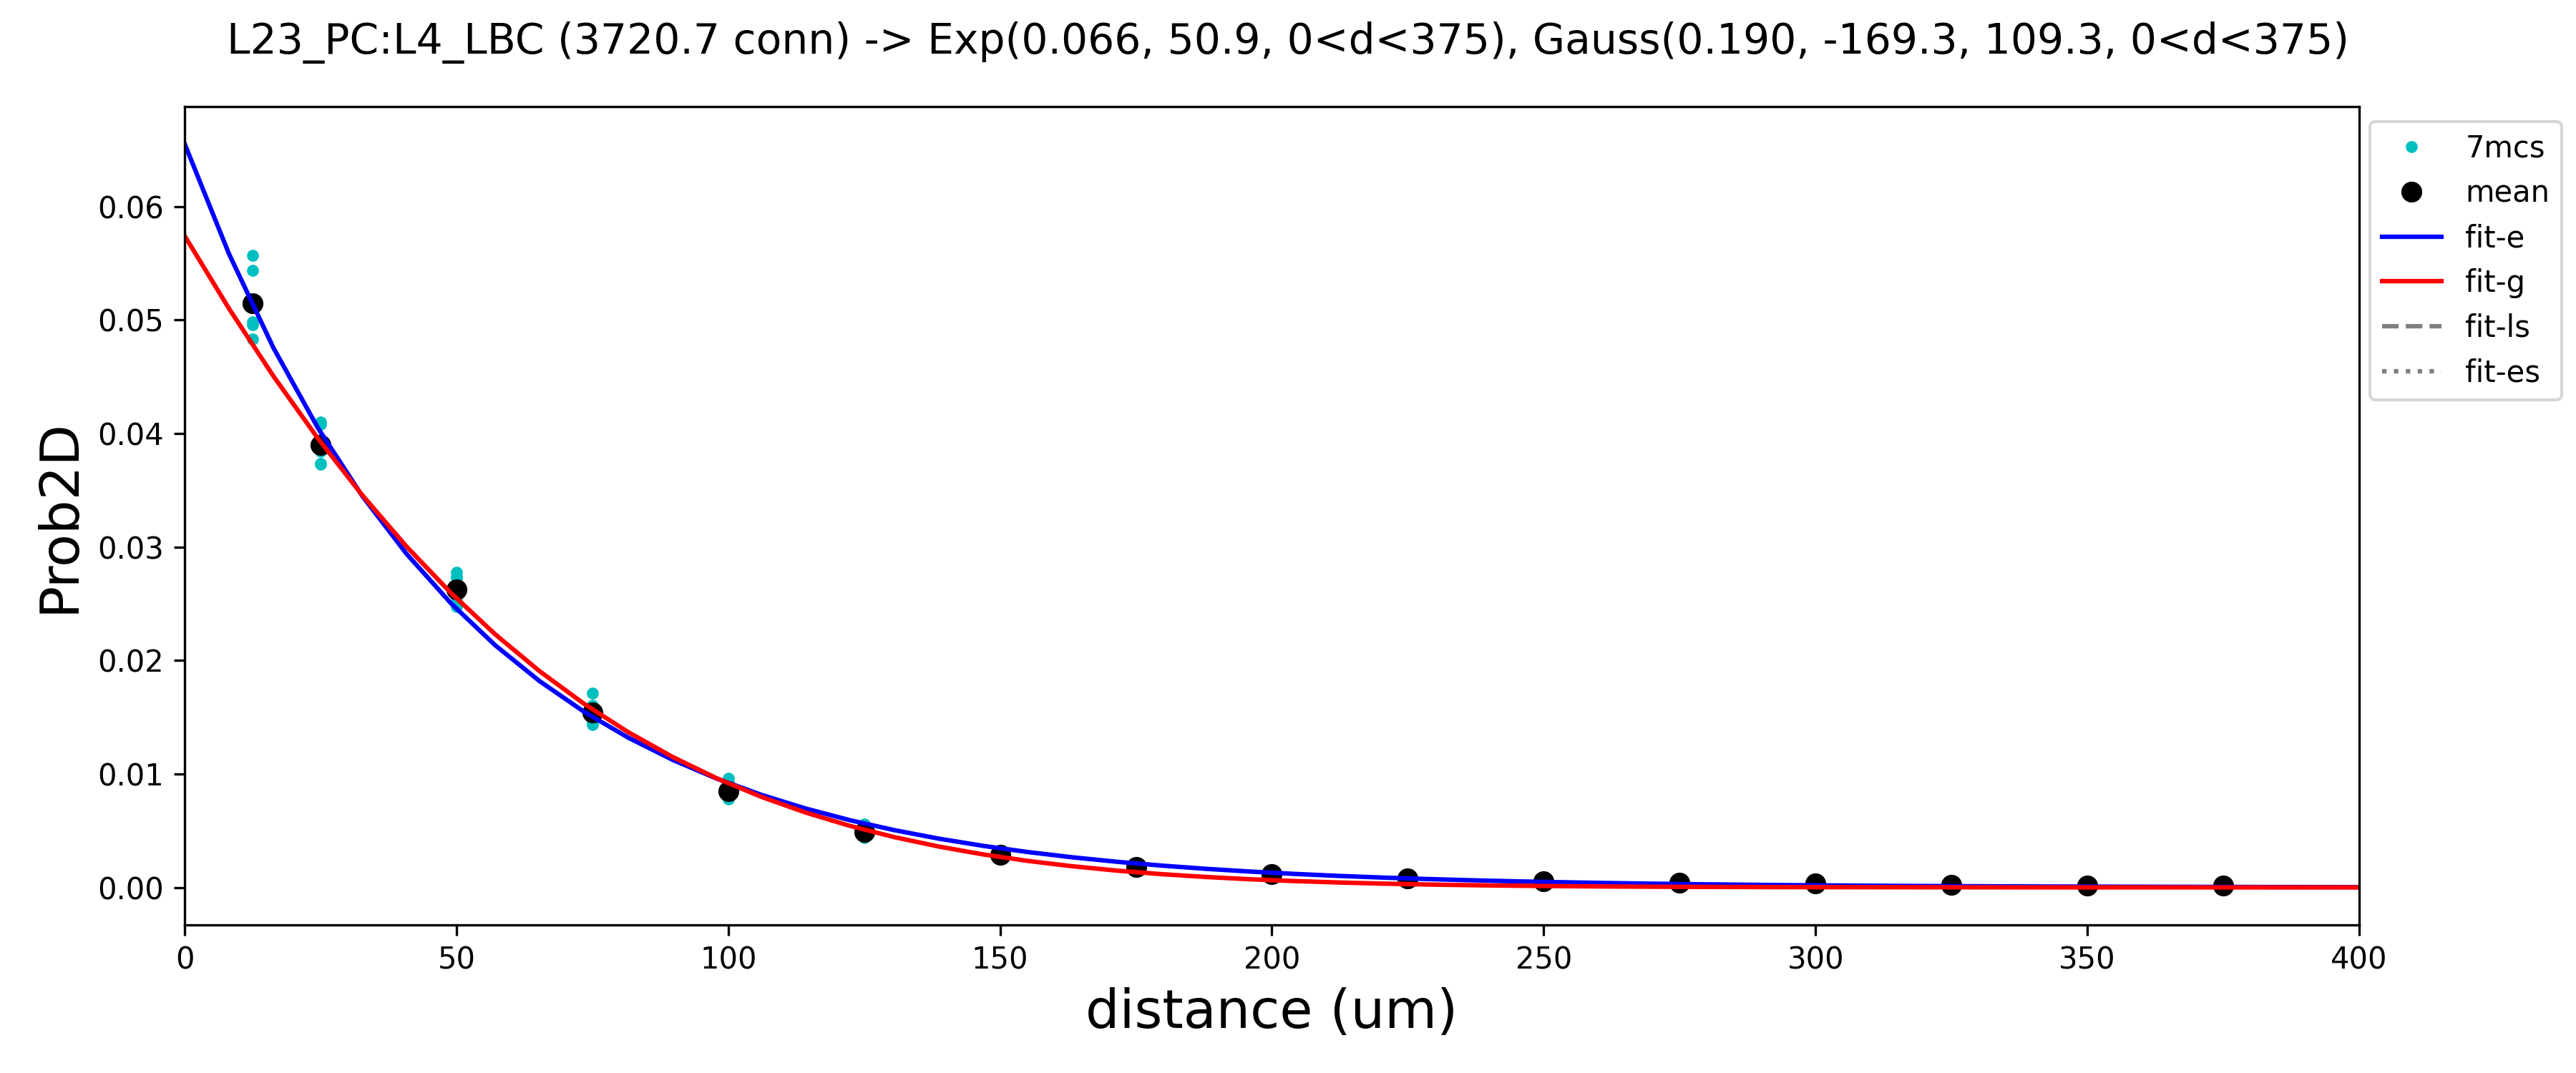 L23_PC:L4_LBC (3720.7 conn) -> Exp(0.066, 50.9, 0<d<375), Gauss(0.190, -169.3, 109.3, 0<d<375)
7mcs
mean
fit-e
fit-g
fit-ls
fit-es
Prob2D
0.06
0.05
0.04
0.03
0.02
0.01
0.00
0 50 100 150 200 250 300 350 400
distance (um)